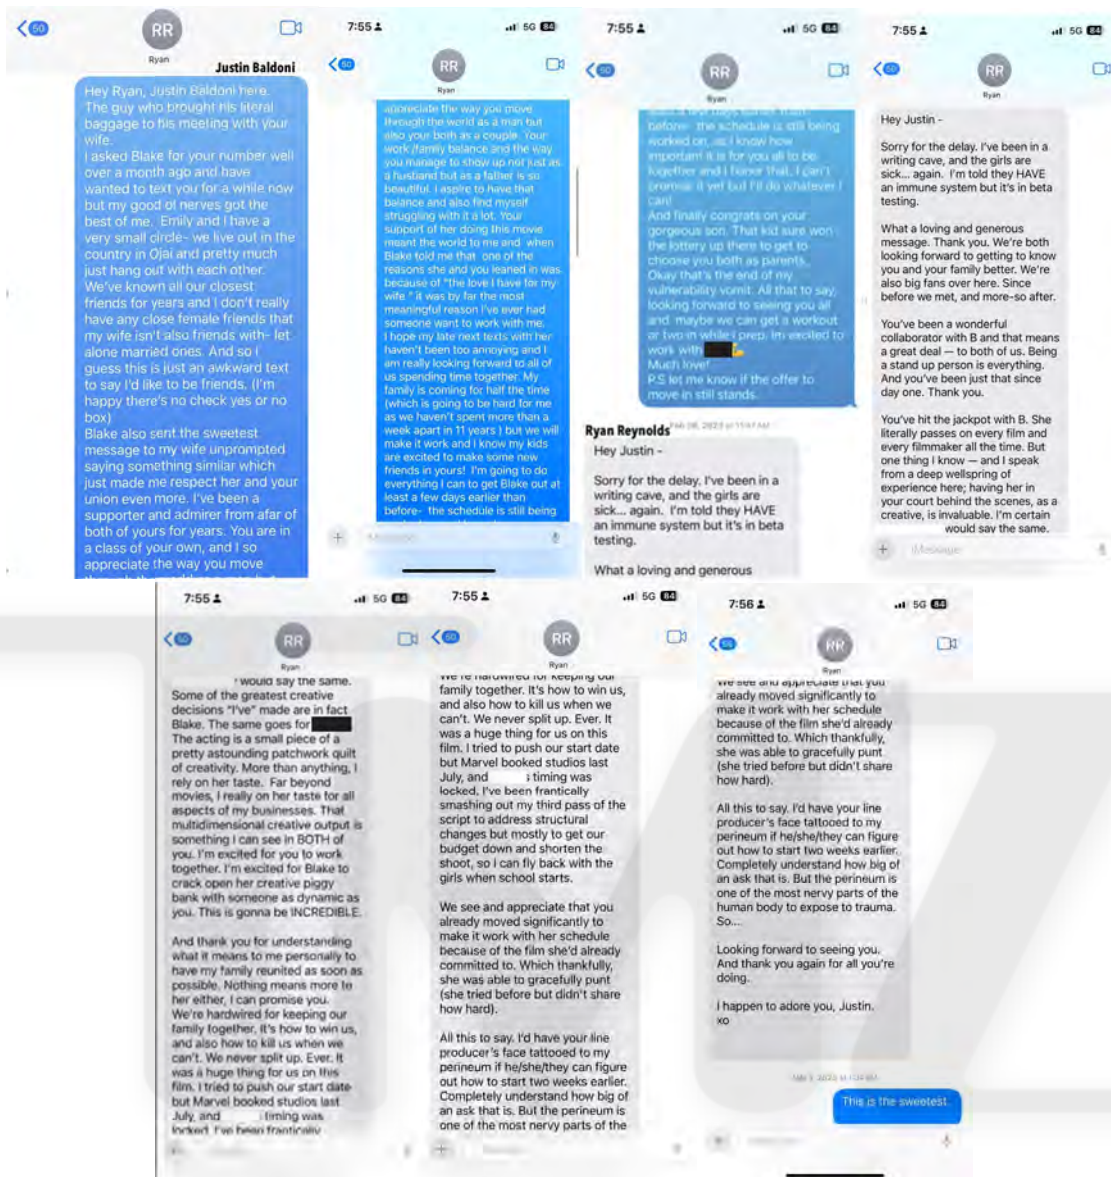 50
RR
Ryan
Justin Baldoni
Hey Ryan, Justin Baldoni here.
The guy who brought his literal
baggage to his meeting with your
wife.
I asked Blake for your number well
over a month ago and have
wanted to text you for a while now
but my good ol nerves got the
best of me. Emily and I have a
very small circle- we live out in the
country in Ojai and pretty much
just hang out with each other.
We've known all our closest
friends for years and I don't really
have any close female friends that
my wife isn't also friends with- let
alone married ones. And so I
guess this is just an awkward text
to say I'd like to be friends. (I'm
happy there's no check yes or no
box)
Blake also sent the sweetest
message to my wife unprompted
saying something similar which
just made me respect her and your
union even more. I've been a
supporter and admirer from afar of
both of yours for years. You are in
a class of your own, and I so
appreciate the way you move
7:55
5G 84
50
RR
Ryan
appreciate the way you move
through the world as a man but
also your both as a couple. Your
work /family balance and the way
you manage to show up not just as
a husband but as a father is so
beautiful. I aspire to have that
balance and also find myself
struggling with it a lot. Your
support of her doing this movie
meant the world to me and when
Blake told me that one of the
reasons she and you leaned in was
because of "the love I have for my
wife " it was by far the most
meaningful reason I've ever had
someone want to work with me.
I hope my late next texts with her
haven't been too annoying and I
am really looking forward to all of
us spending time together. My
family is coming for half the time
(which is going to be hard for me
as we haven't spent more than a
week apart in 11 years ) but we will
make it work and I know my kids
are excited to make some new
friends in yours! I'm going to do
everything I can to get Blake out at
least a few days earlier than
before- the schedule is still being
iMessage
7:55
5G 84
50
RR
Ryan
least a few days earlier than
before- the schedule is still being
worked on, as I know how
important it is for you all to be
together and I honor that. I can't
promise it yet but I'll do whatever I
can!
And finally congrats on your
gorgeous son. That kid sure won
the lottery up there to get to
choose you both as parents.
Okay that's the end of my
vulnerability vomit. All that to say,
looking forward to seeing you all
and maybe we can get a workout
or two in while I prep. Im excited to
work with
Much love!
P.S let me know if the offer to
move in still stands.
Ryan Reynolds
Hey Justin -
Sorry for the delay. I've been in a
writing cave, and the girls are
sick... again. I'm told they HAVE
an immune system but it's in beta
testing.
What a loving and generous
7:55
5G 84
50
RR
Ryan
Hey Justin -
Sorry for the delay. I've been in a
writing cave, and the girls are
sick... again. I'm told they HAVE
an immune system but it's in beta
testing.
What a loving and generous
message. Thank you. We're both
looking forward to getting to know
you and your family better. We're
also big fans over here. Since
before we met, and more-so after.
You've been a wonderful
collaborator with B and that means
a great deal — to both of us. Being
a stand up person is everything.
And you've been just that since
day one. Thank you.
You've hit the jackpot with B. She
literally passes on every film and
every filmmaker all the time. But
one thing I know — and I speak
from a deep wellspring of
experience here; having her in
your court behind the scenes, as a
creative, is invaluable. I'm certain
would say the same.
iMessage
7:55
5G 84
50
RR
Ryan
would say the same.
Some of the greatest creative
decisions "I've" made are in fact
Blake. The same goes for
The acting is a small piece of a
pretty astounding patchwork quilt
of creativity. More than anything, I
rely on her taste. Far beyond
movies, I really on her taste for all
aspects of my businesses. That
multidimensional creative output is
something I can see in BOTH of
you. I'm excited for you to work
together. I'm excited for Blake to
crack open her creative piggy
bank with someone as dynamic as
you. This is gonna be INCREDIBLE.
And thank you for understanding
what it means to me personally to
have my family reunited as soon as
possible. Nothing means more to
her either, I can promise you.
We're hardwired for keeping our
family together. It's how to win us,
and also how to kill us when we
can't. We never split up. Ever. It
was a huge thing for us on this
film. I tried to push our start date
but Marvel booked studios last
July, and timing was
locked. I've been frantically
7:55
5G 84
50
RR
Ryan
We're hardwired for keeping our
family together. It's how to win us,
and also how to kill us when we
can't. We never split up. Ever. It
was a huge thing for us on this
film. I tried to push our start date
but Marvel booked studios last
July, and timing was
locked. I've been frantically
smashing out my third pass of the
script to address structural
changes but mostly to get our
budget down and shorten the
shoot, so I can fly back with the
girls when school starts.
We see and appreciate that you
already moved significantly to
make it work with her schedule
because of the film she'd already
committed to. Which thankfully,
she was able to gracefully punt
(she tried before but didn't share
how hard).
All this to say. I'd have your line
producer's face tattooed to my
perineum if he/she/they can figure
out how to start two weeks earlier.
Completely understand how big of
an ask that is. But the perineum is
one of the most nervy parts of the
7:56
5G 84
RR
Ryan
We see and appreciate that you
already moved significantly to
make it work with her schedule
because of the film she'd already
committed to. Which thankfully,
she was able to gracefully punt
(she tried before but didn't share
how hard).
All this to say. I'd have your line
producer's face tattooed to my
perineum if he/she/they can figure
out how to start two weeks earlier.
Completely understand how big of
an ask that is. But the perineum is
one of the most nervy parts of the
human body to expose to trauma.
So....
Looking forward to seeing you.
And thank you again for all you're
doing.
I happen to adore you, Justin.
xo
This is the sweetest.